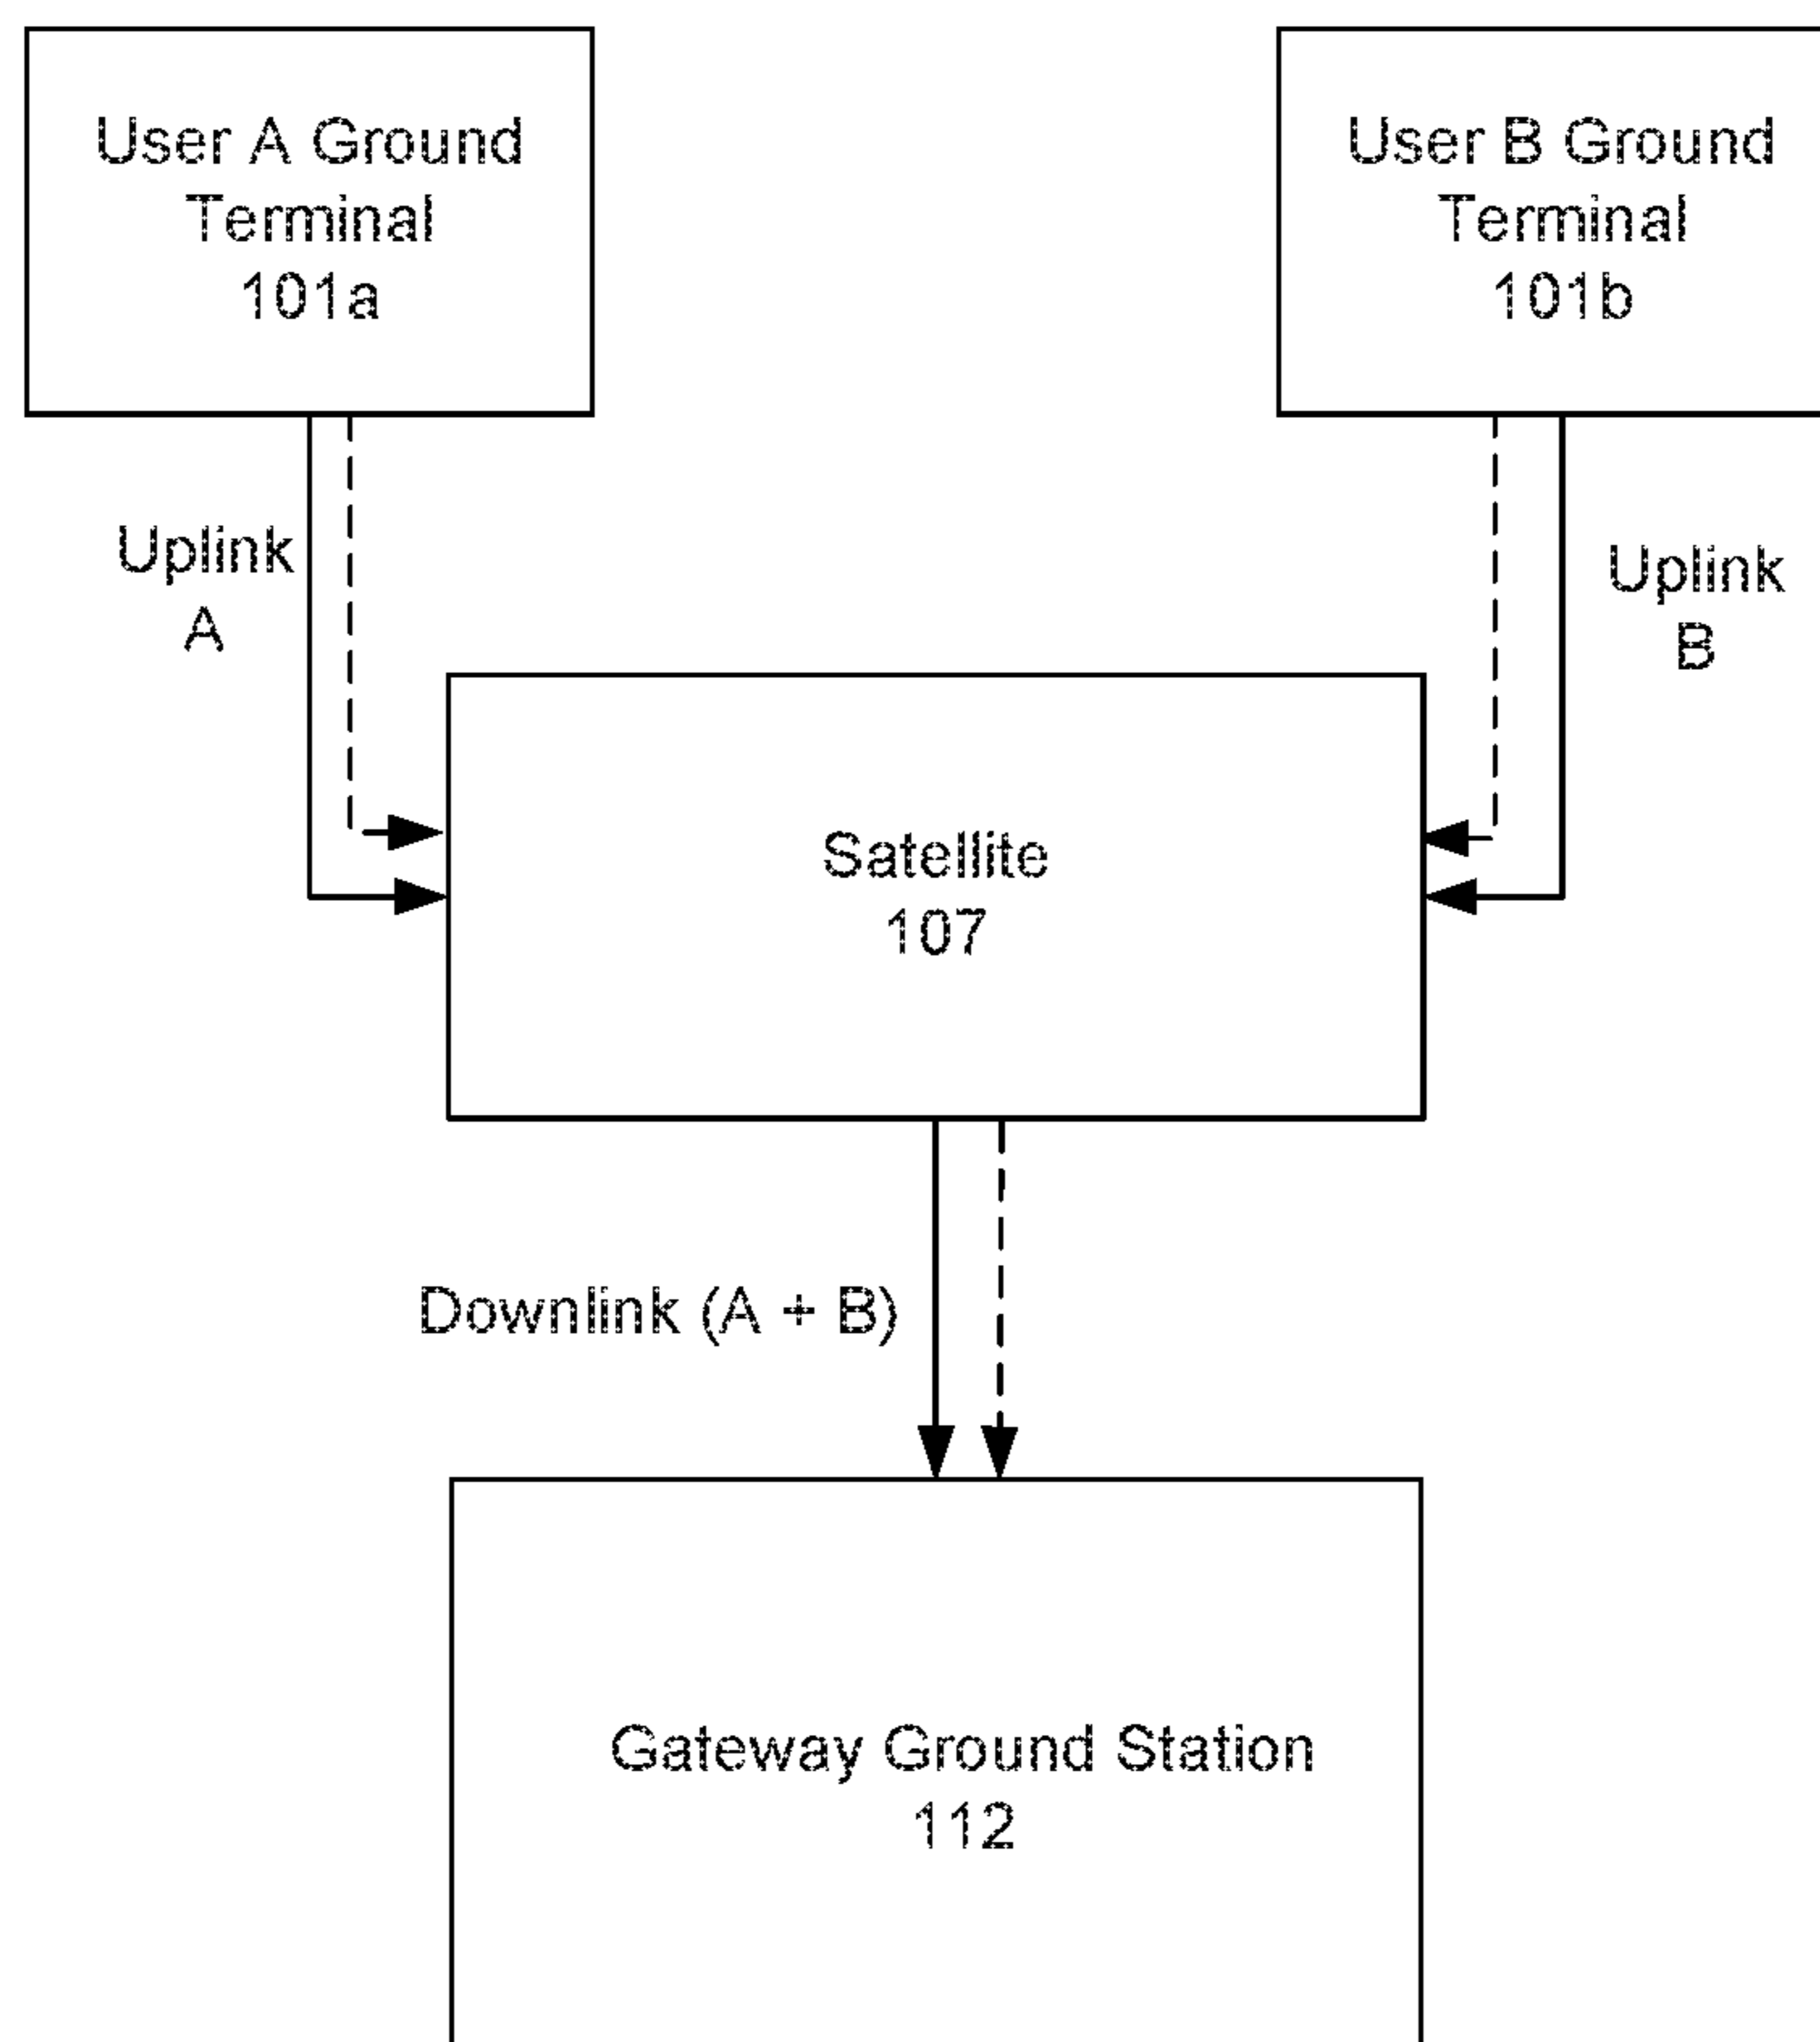 User A Ground
Terminal
101a
User B Ground
Terminal
101b
Uplink
A
Uplink
B
Satellite
107
Downlink (A + B)
Gateway Ground Station
112